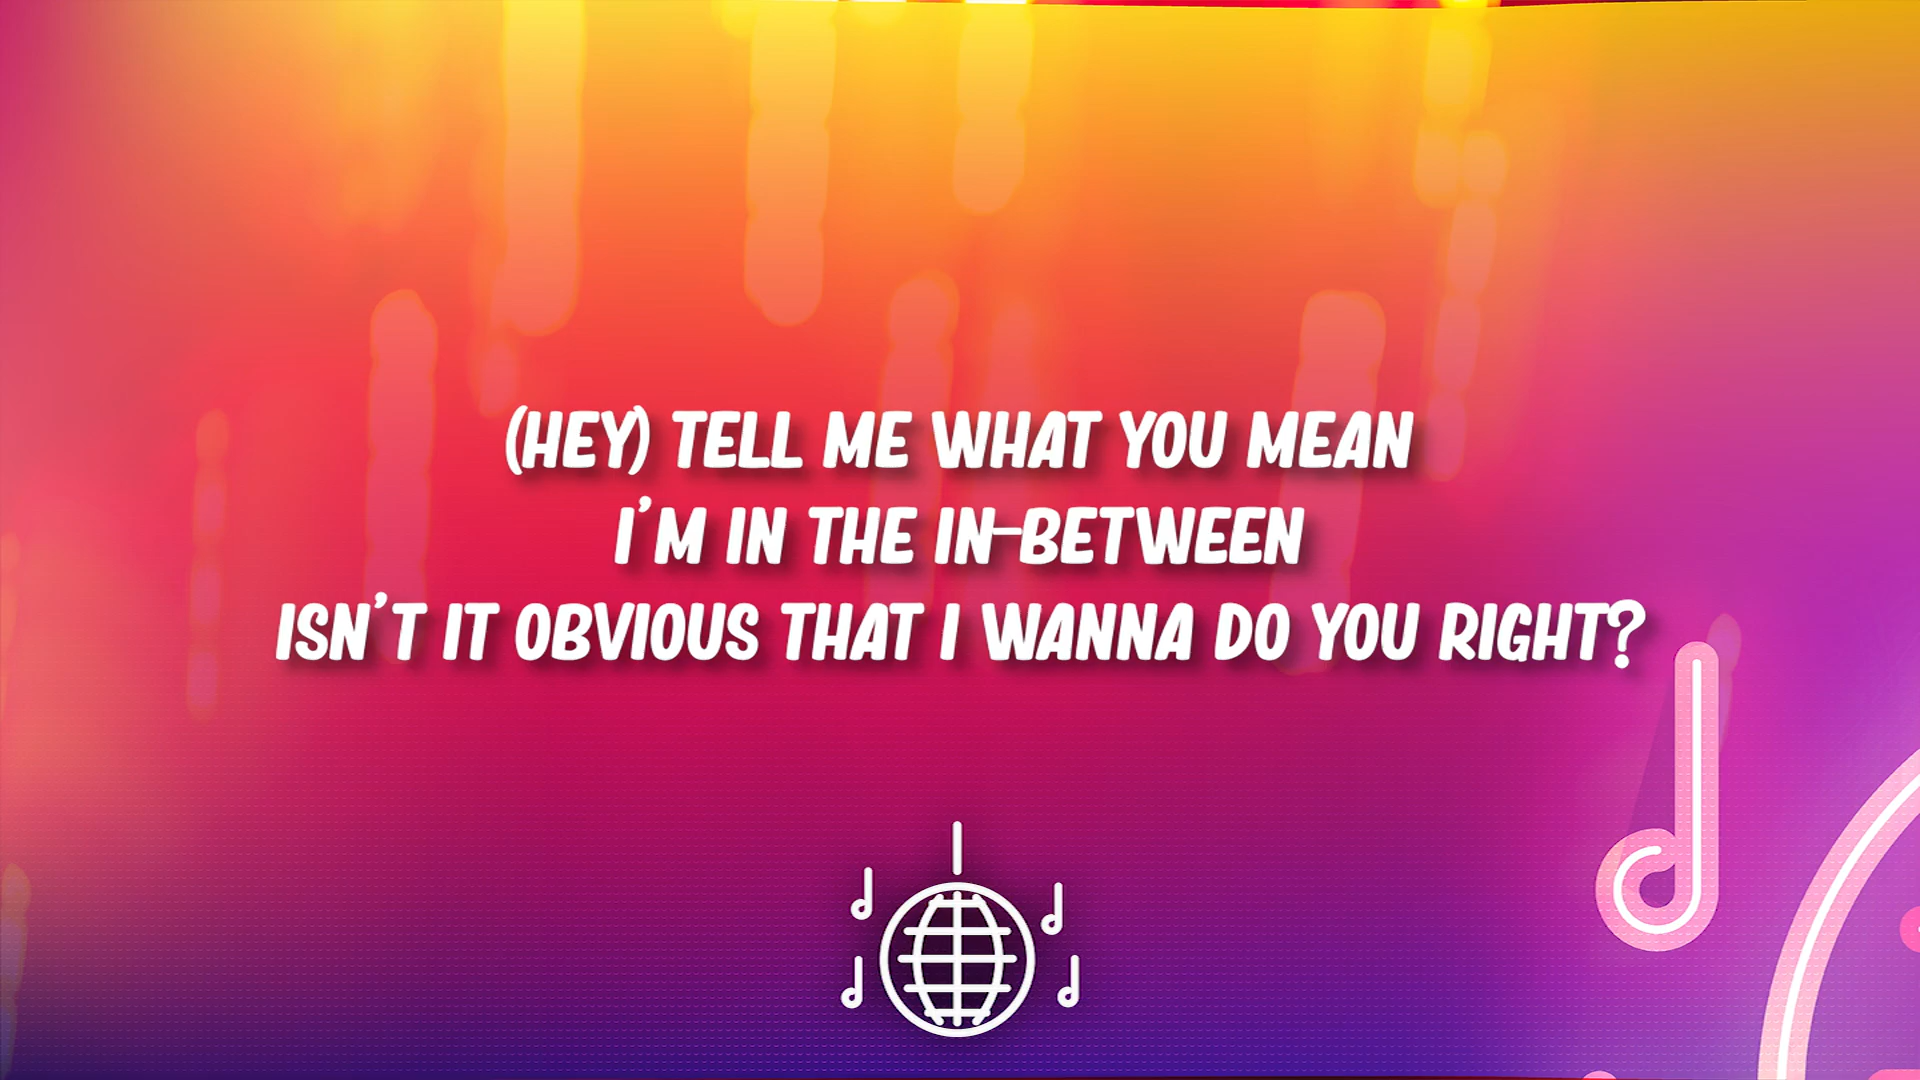 (HEY) TELL ME WHAT YOU MEAN
I'M IN THE IN-BETWEEN
ISN'T IT OBVIOUS THAT I WANNA DO YOU RIGHT?